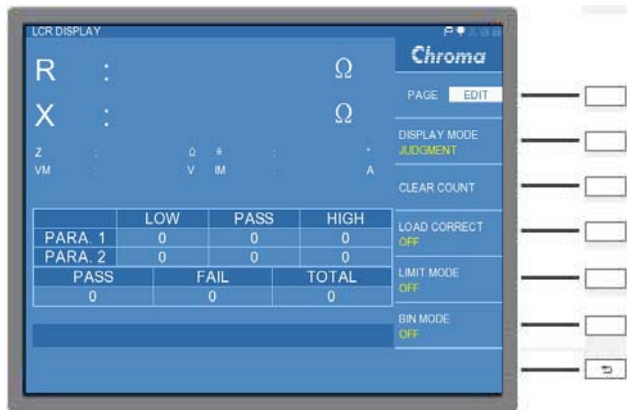 LCR DISPLAY
Chroma
R : Ω
X : Ω
Z : Ω θ : °
VM : V IM : A
PAGE EDIT
DISPLAY MODE
JUDGMENT
CLEAR COUNT
LOAD CORRECT
OFF
LIMIT MODE
OFF
BIN MODE
OFF
LOW PASS HIGH
PARA. 1 0 0 0
PARA. 2 0 0 0
PASS FAIL TOTAL
0 0 0